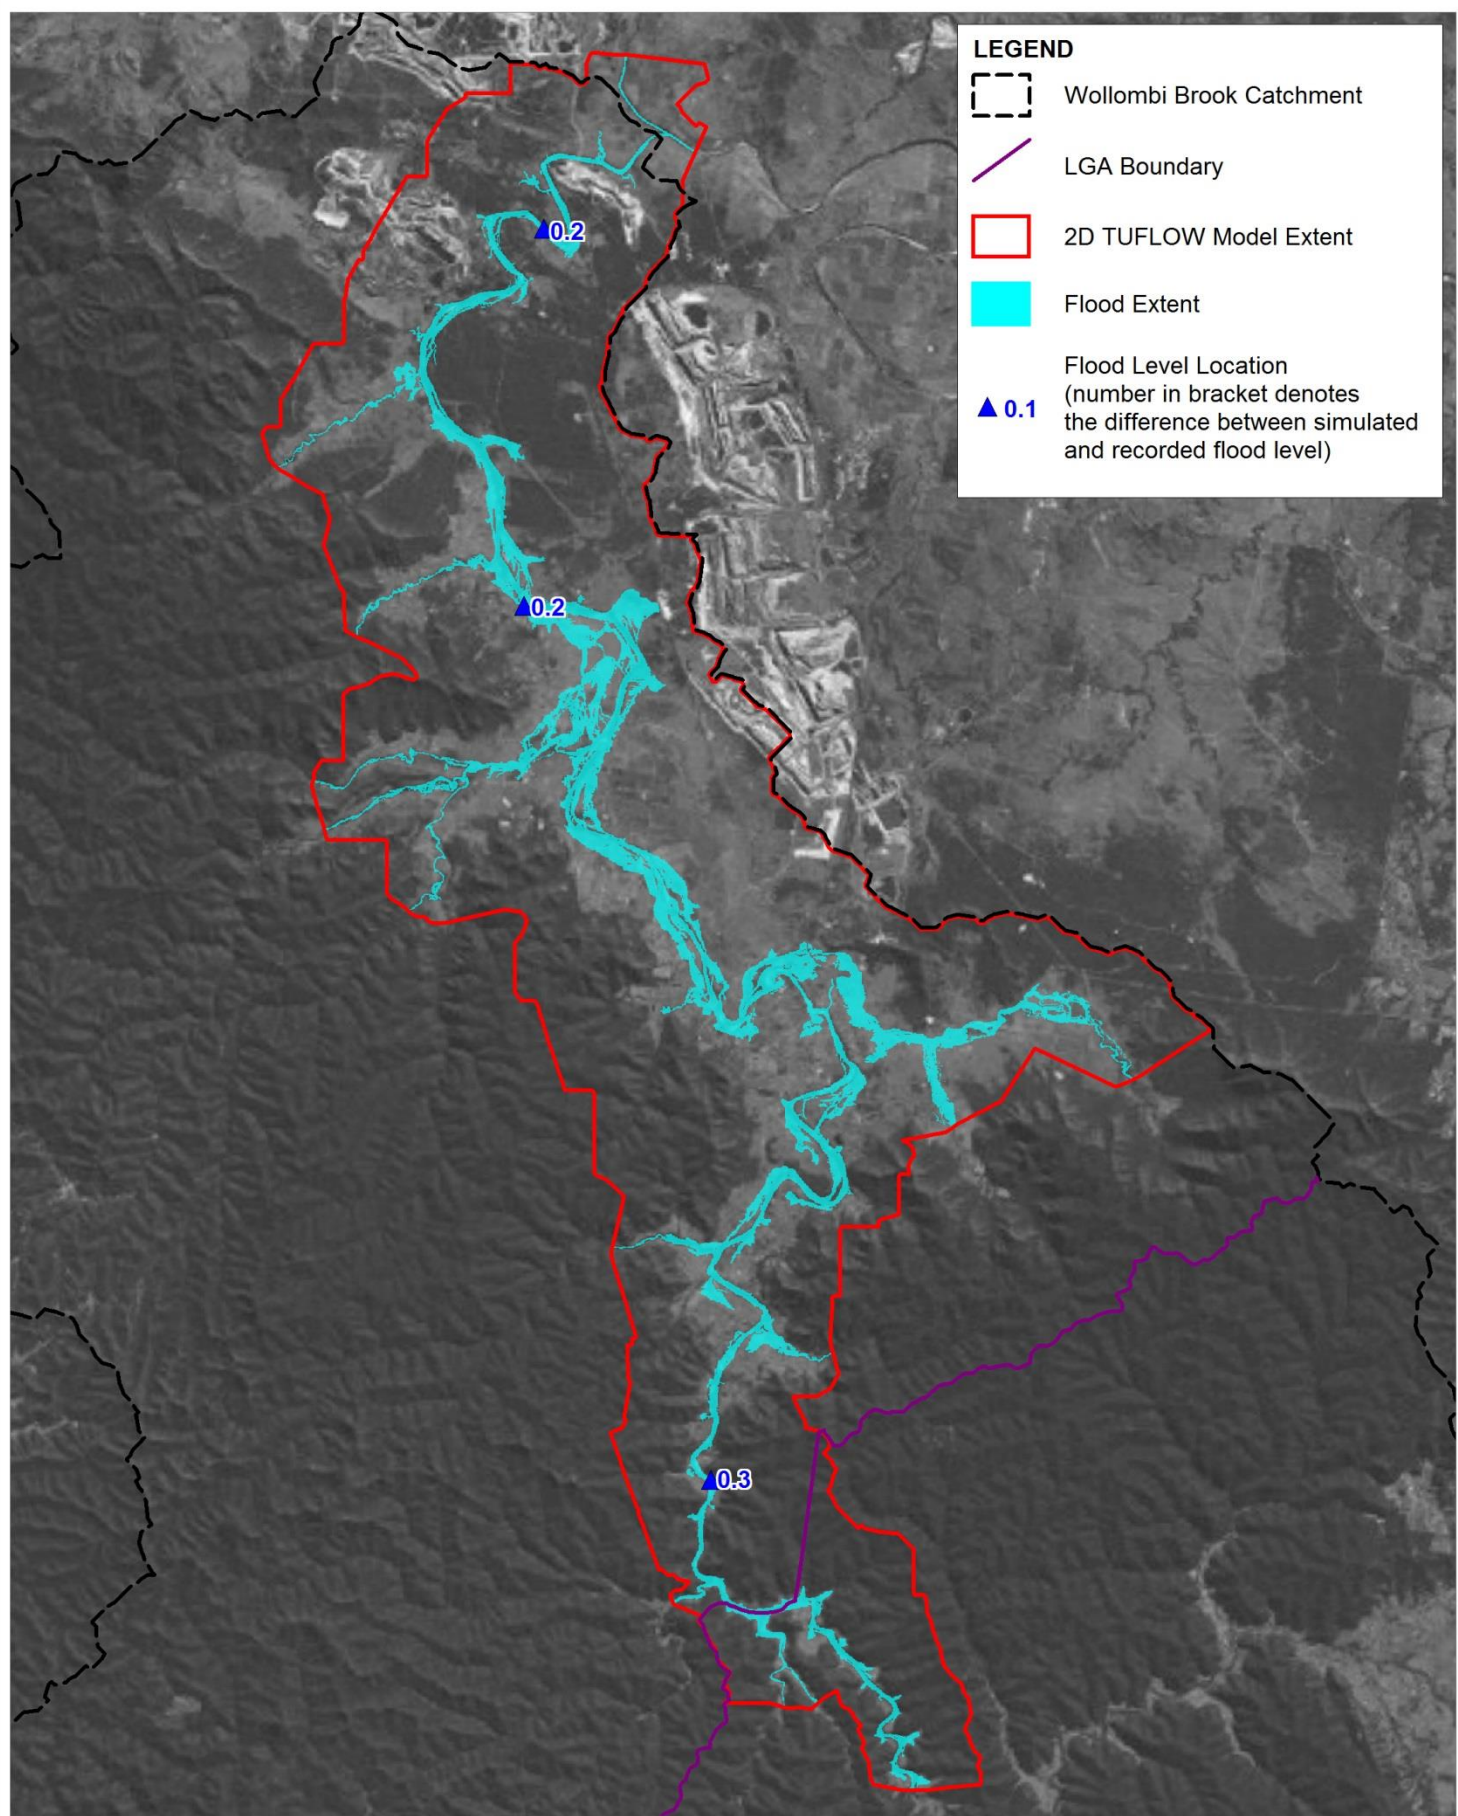 LEGEND
Wollombi Brook Catchment
LGA Boundary
2D TUFLOW Model Extent
Flood Extent
Flood Level Location
(number in bracket denotes
0.1 the difference between simulated
and recorded flood level)
0.2
0.2
0.3